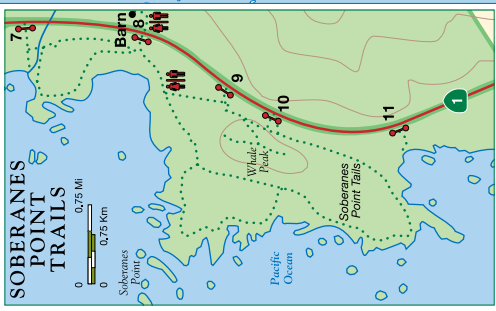 SOBERANES
POINT
TRAILS
0 0,75 Mi
0 0,75 Km
Soberanes
Point
Pacific
Ocean
Whale
Peak
Soberanes
Point Tails
7
Barn
8
9
10
11
1